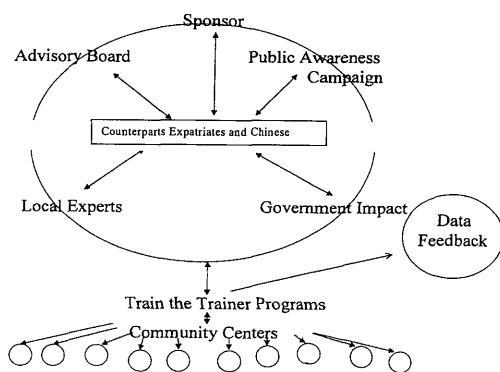 Sponsor
Advisory Board
Public Awareness
Campaign
Counterparts Expatriates and Chinese
Local Experts
Government Impact
Data
Feedback
Train the Trainer Programs
Community Centers